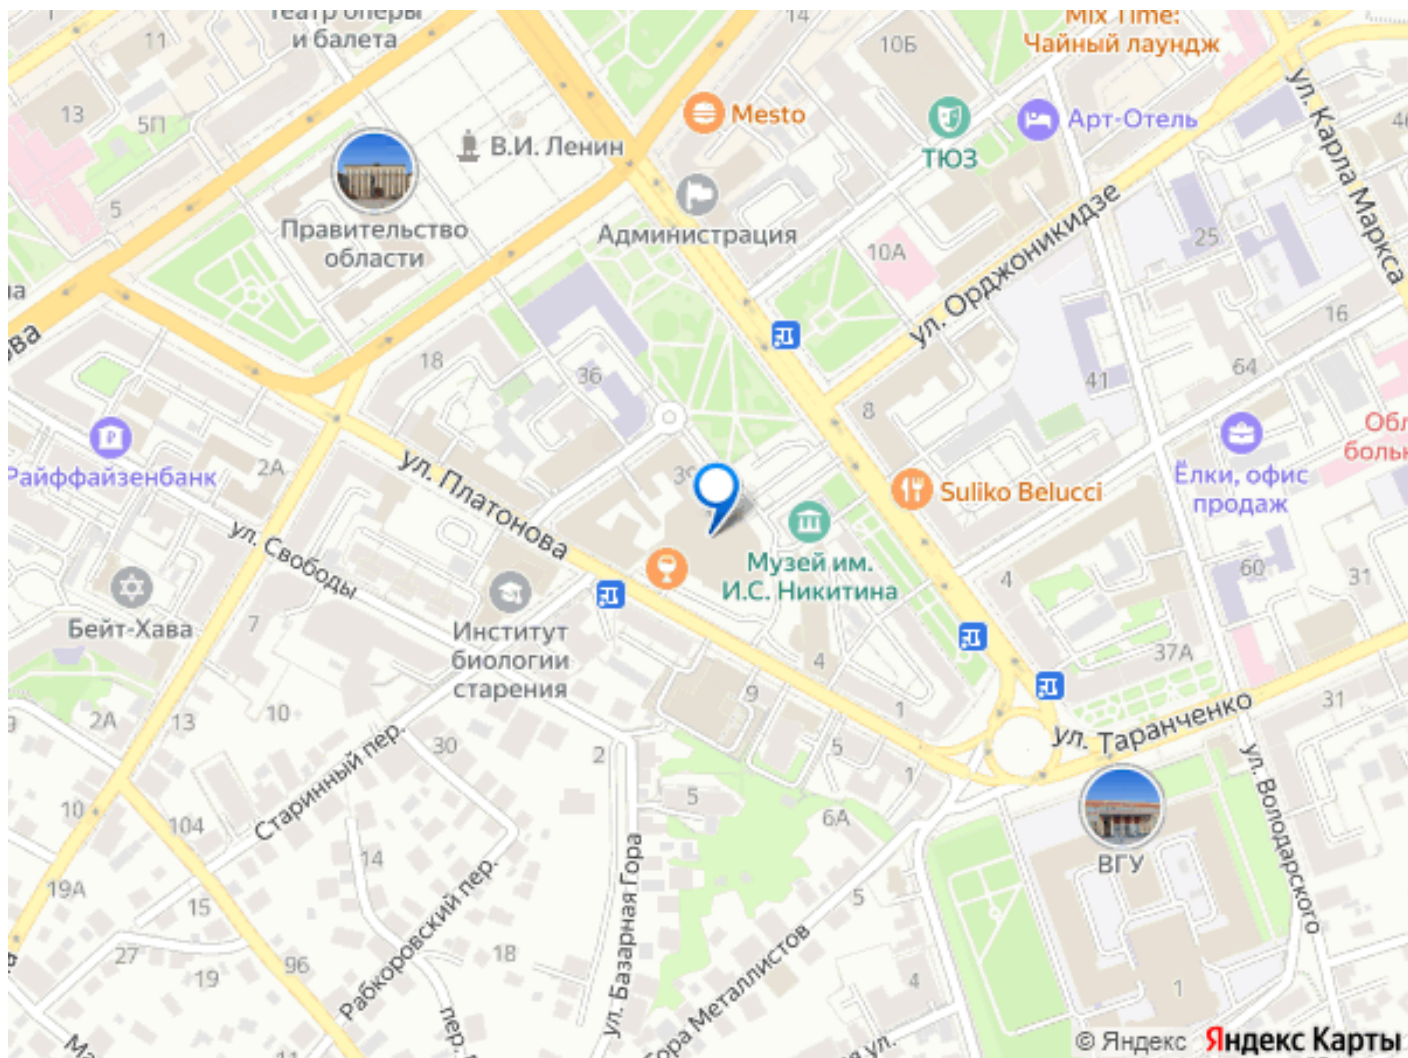 Театр оперы
и балета
14
Mix Time:
Чайный лаундж
11
10Б
13
5П
Mesto
Арт-Отель
ул. Карла Маркса
В.И. Ленин
ТЮЗ
5
Правительство
области
Администрация
10А
25
ул. Орджоникидзе
16
18
36
64
41
8
Райффайзенбанк
2А
ул. Платонова
Suliko Belucci
Ёлки, офис
продаж
ул. Свободы
Музей им.
И.С. Никитина
4
60
31
Бейт-Хава
7
Институт
биологии
старения
4
37А
9
1
31
2А
13
10
30
2
5
1
ул. Таранченко
Старинный пер.
10
104
5
6А
ул. Володарского
14
ВГУ
19А
15
Рабкоровский пер.
ул. Базарная Гора
5
27
19
96
18
Гора Металлистов
4
1
пер.
ул.
© Яндекс
Яндекс Карты